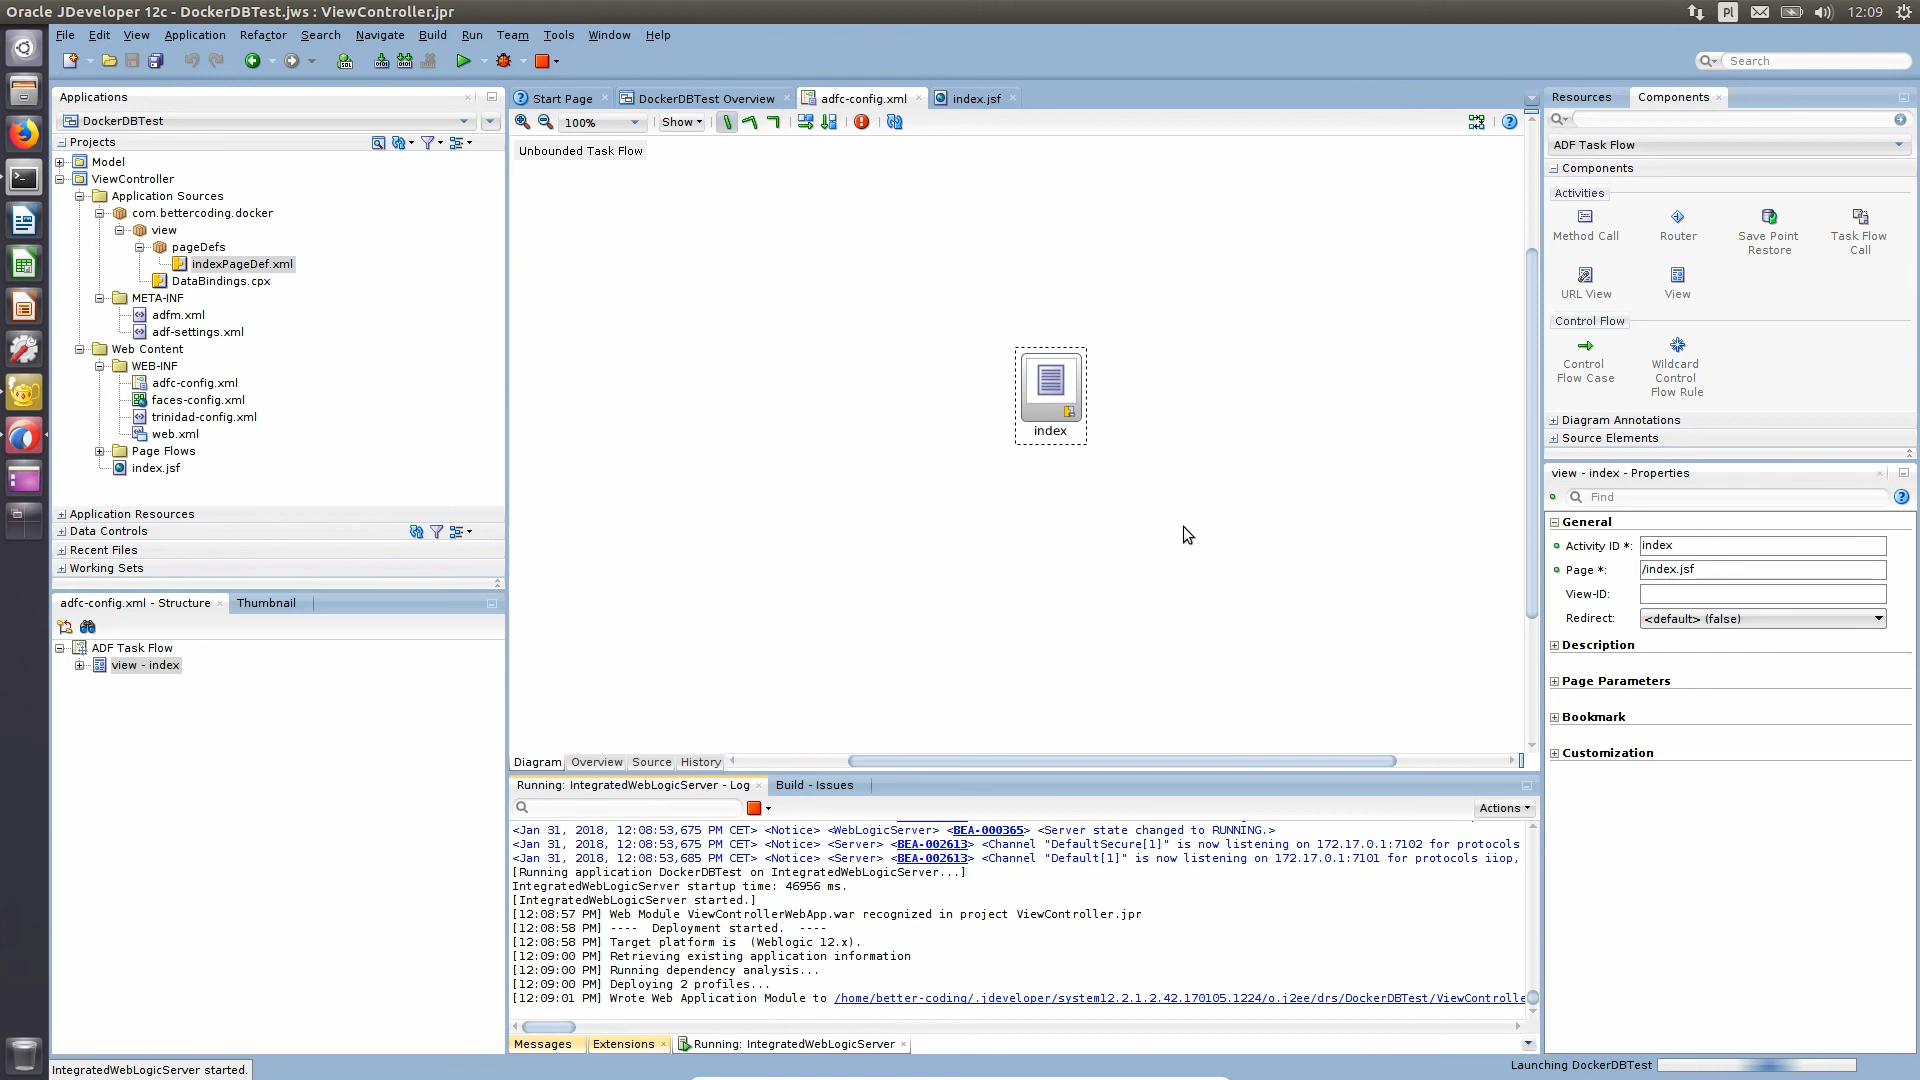 Oracle JDeveloper 12c - DockerDBTest.jws : ViewController.jpr
Pl
12:09
File Edit View Application Refactor Search Navigate Build Run Team Tools Window Help
Search
Applications
DockerDBTest
Projects
Model
ViewController
Application Sources
com.bettercoding.docker
view
pageDefs
indexPageDef.xml
DataBindings.cpx
META-INF
adfm.xml
adf-settings.xml
Web Content
WEB-INF
adfc-config.xml
faces-config.xml
trinidad-config.xml
web.xml
Page Flows
index.jsf
Application Resources
Data Controls
Recent Files
Working Sets
adfc-config.xml - Structure Thumbnail
ADF Task Flow
view - index
IntegratedWebLogicServer started.
Start Page DockerDBTest Overview adfc-config.xml index.jsf
100% Show
Unbounded Task Flow
index
Diagram Overview Source History
Running: IntegratedWebLogicServer - Log Build - Issues
Actions
<Jan 31, 2018, 12:08:53,675 PM CET> <Notice> <WebLogicServer> <BEA-000365> <Server state changed to RUNNING.>
<Jan 31, 2018, 12:08:53,675 PM CET> <Notice> <Server> <BEA-002613> <Channel "DefaultSecure[1]" is now listening on 172.17.0.1:7102 for protocols
<Jan 31, 2018, 12:08:53,685 PM CET> <Notice> <Server> <BEA-002613> <Channel "Default[1]" is now listening on 172.17.0.1:7101 for protocols iiop,
[Running application DockerDBTest on IntegratedWebLogicServer...]
IntegratedWebLogicServer startup time: 46956 ms.
[IntegratedWebLogicServer started.]
[12:08:57 PM] Web Module ViewControllerWebApp.war recognized in project ViewController.jpr
[12:08:58 PM] ----  Deployment started.  ----
[12:08:58 PM] Target platform is  (Weblogic 12.x).
[12:09:00 PM] Retrieving existing application information
[12:09:00 PM] Running dependency analysis...
[12:09:00 PM] Deploying 2 profiles...
[12:09:01 PM] Wrote Web Application Module to /home/better-coding/.jdeveloper/system12.2.1.2.42.170105.1224/o.j2ee/drs/DockerDBTest/ViewControlle
Messages Extensions Running: IntegratedWebLogicServer
Resources Components
ADF Task Flow
Components
Activities
Method Call Router Save Point Restore Task Flow Call
URL View View
Control Flow
Control Flow Case Wildcard Control Flow Rule
Diagram Annotations
Source Elements
view - index - Properties
Find
General
Activity ID *: index
Page *: /index.jsf
View-ID:
Redirect: <default> (false)
Description
Page Parameters
Bookmark
Customization
Launching DockerDBTest